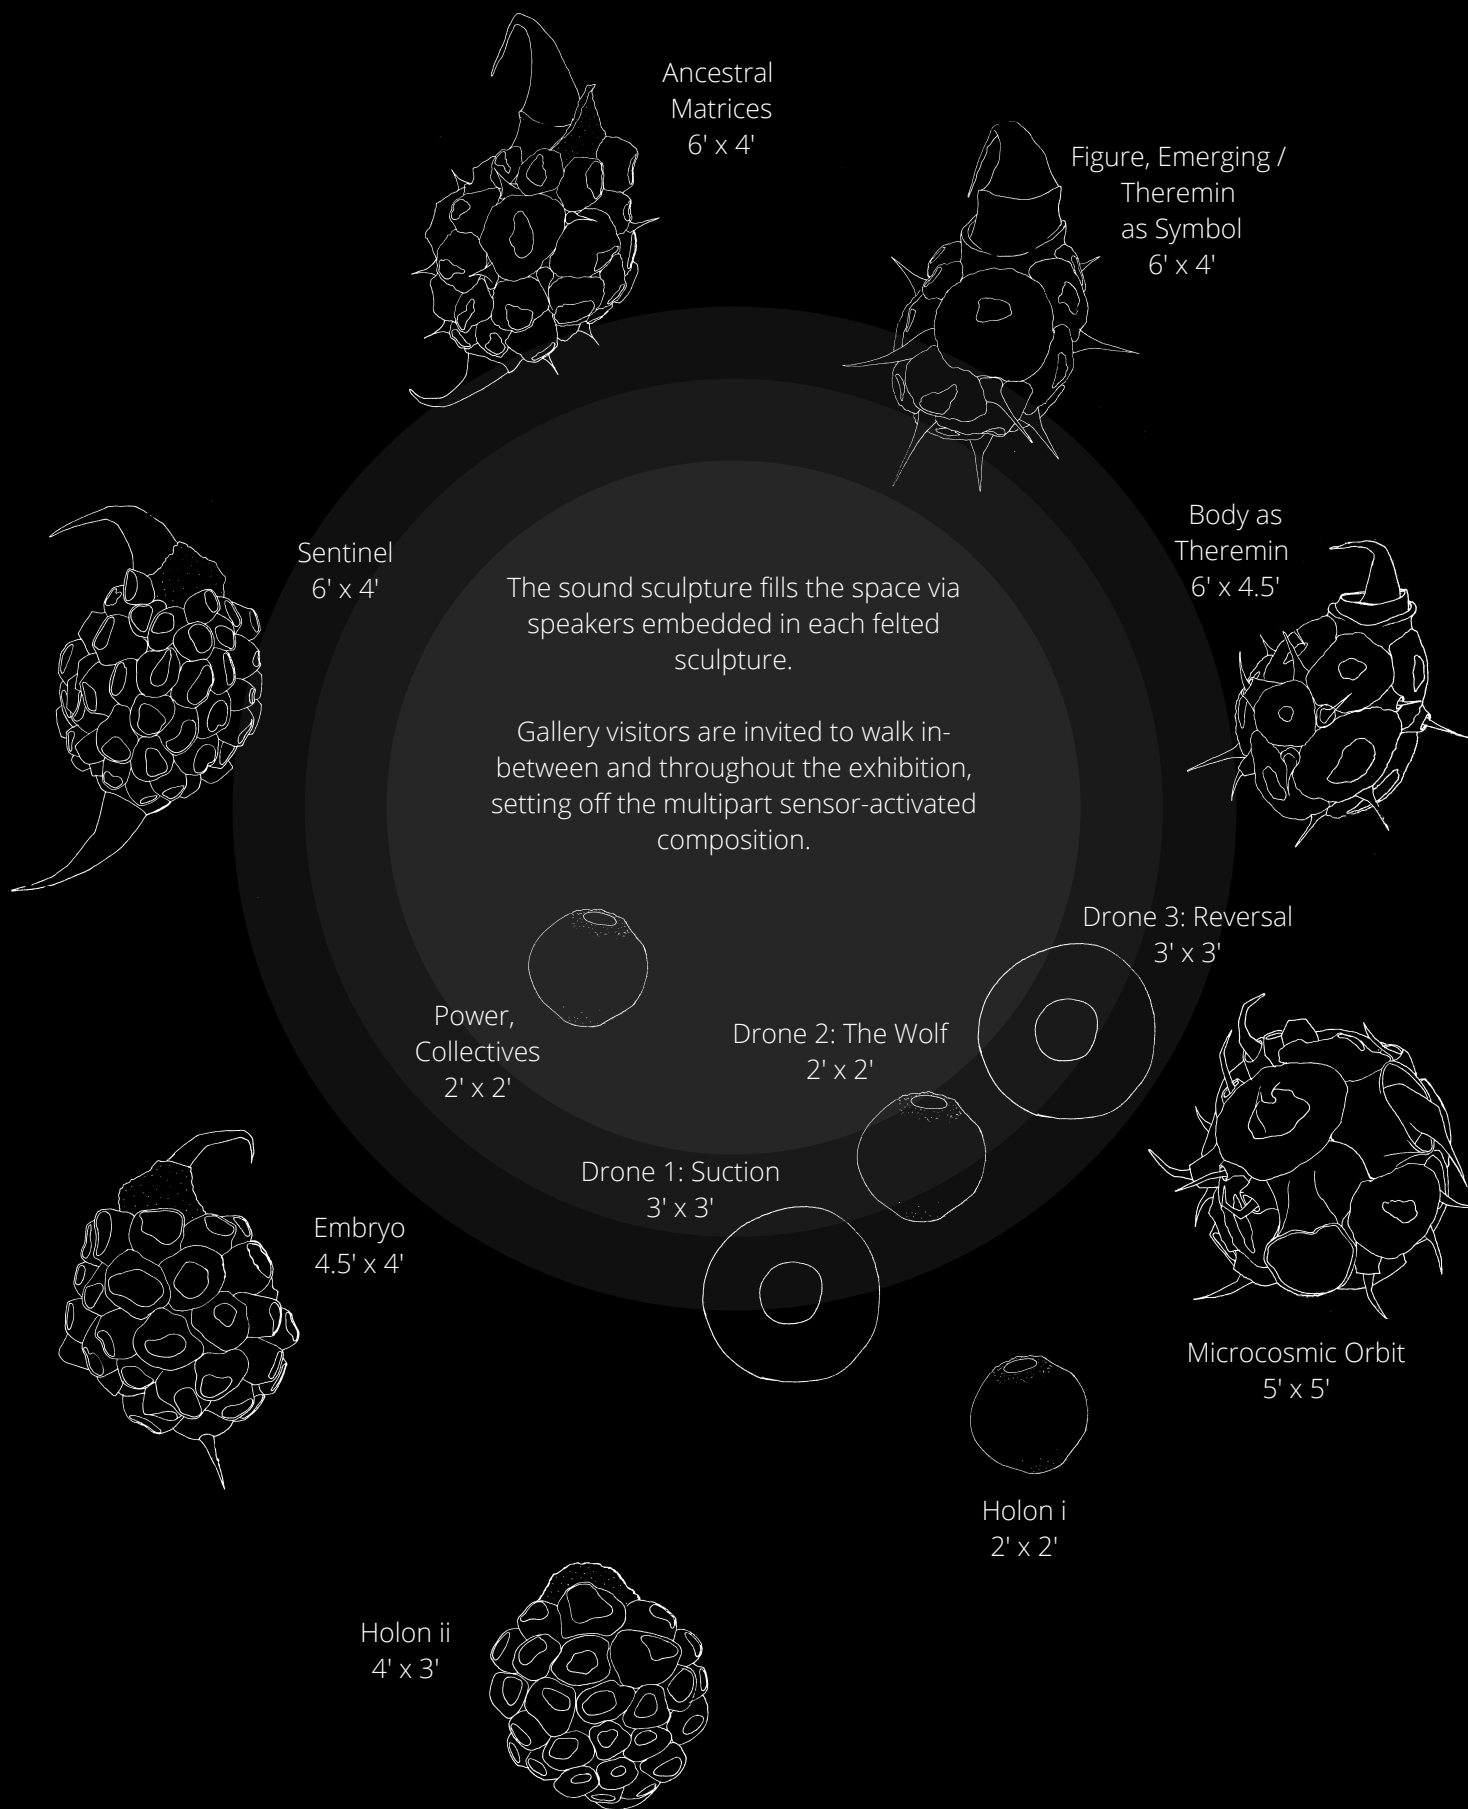 Ancestral
Matrices
6' x 4'
Figure, Emerging /
Theremin
as Symbol
6' x 4'
Sentinel
6' x 4'
Body as
Theremin
6' x 4.5'
The sound sculpture fills the space via
speakers embedded in each felted
sculpture.
Gallery visitors are invited to walk in-
between and throughout the exhibition,
setting off the multipart sensor-activated
composition.
Drone 3: Reversal
3' x 3'
Power,
Collectives
2' x 2'
Drone 2: The Wolf
2' x 2'
Drone 1: Suction
3' x 3'
Embryo
4.5' x 4'
Microcosmic Orbit
5' x 5'
Holon i
2' x 2'
Holon ii
4' x 3'